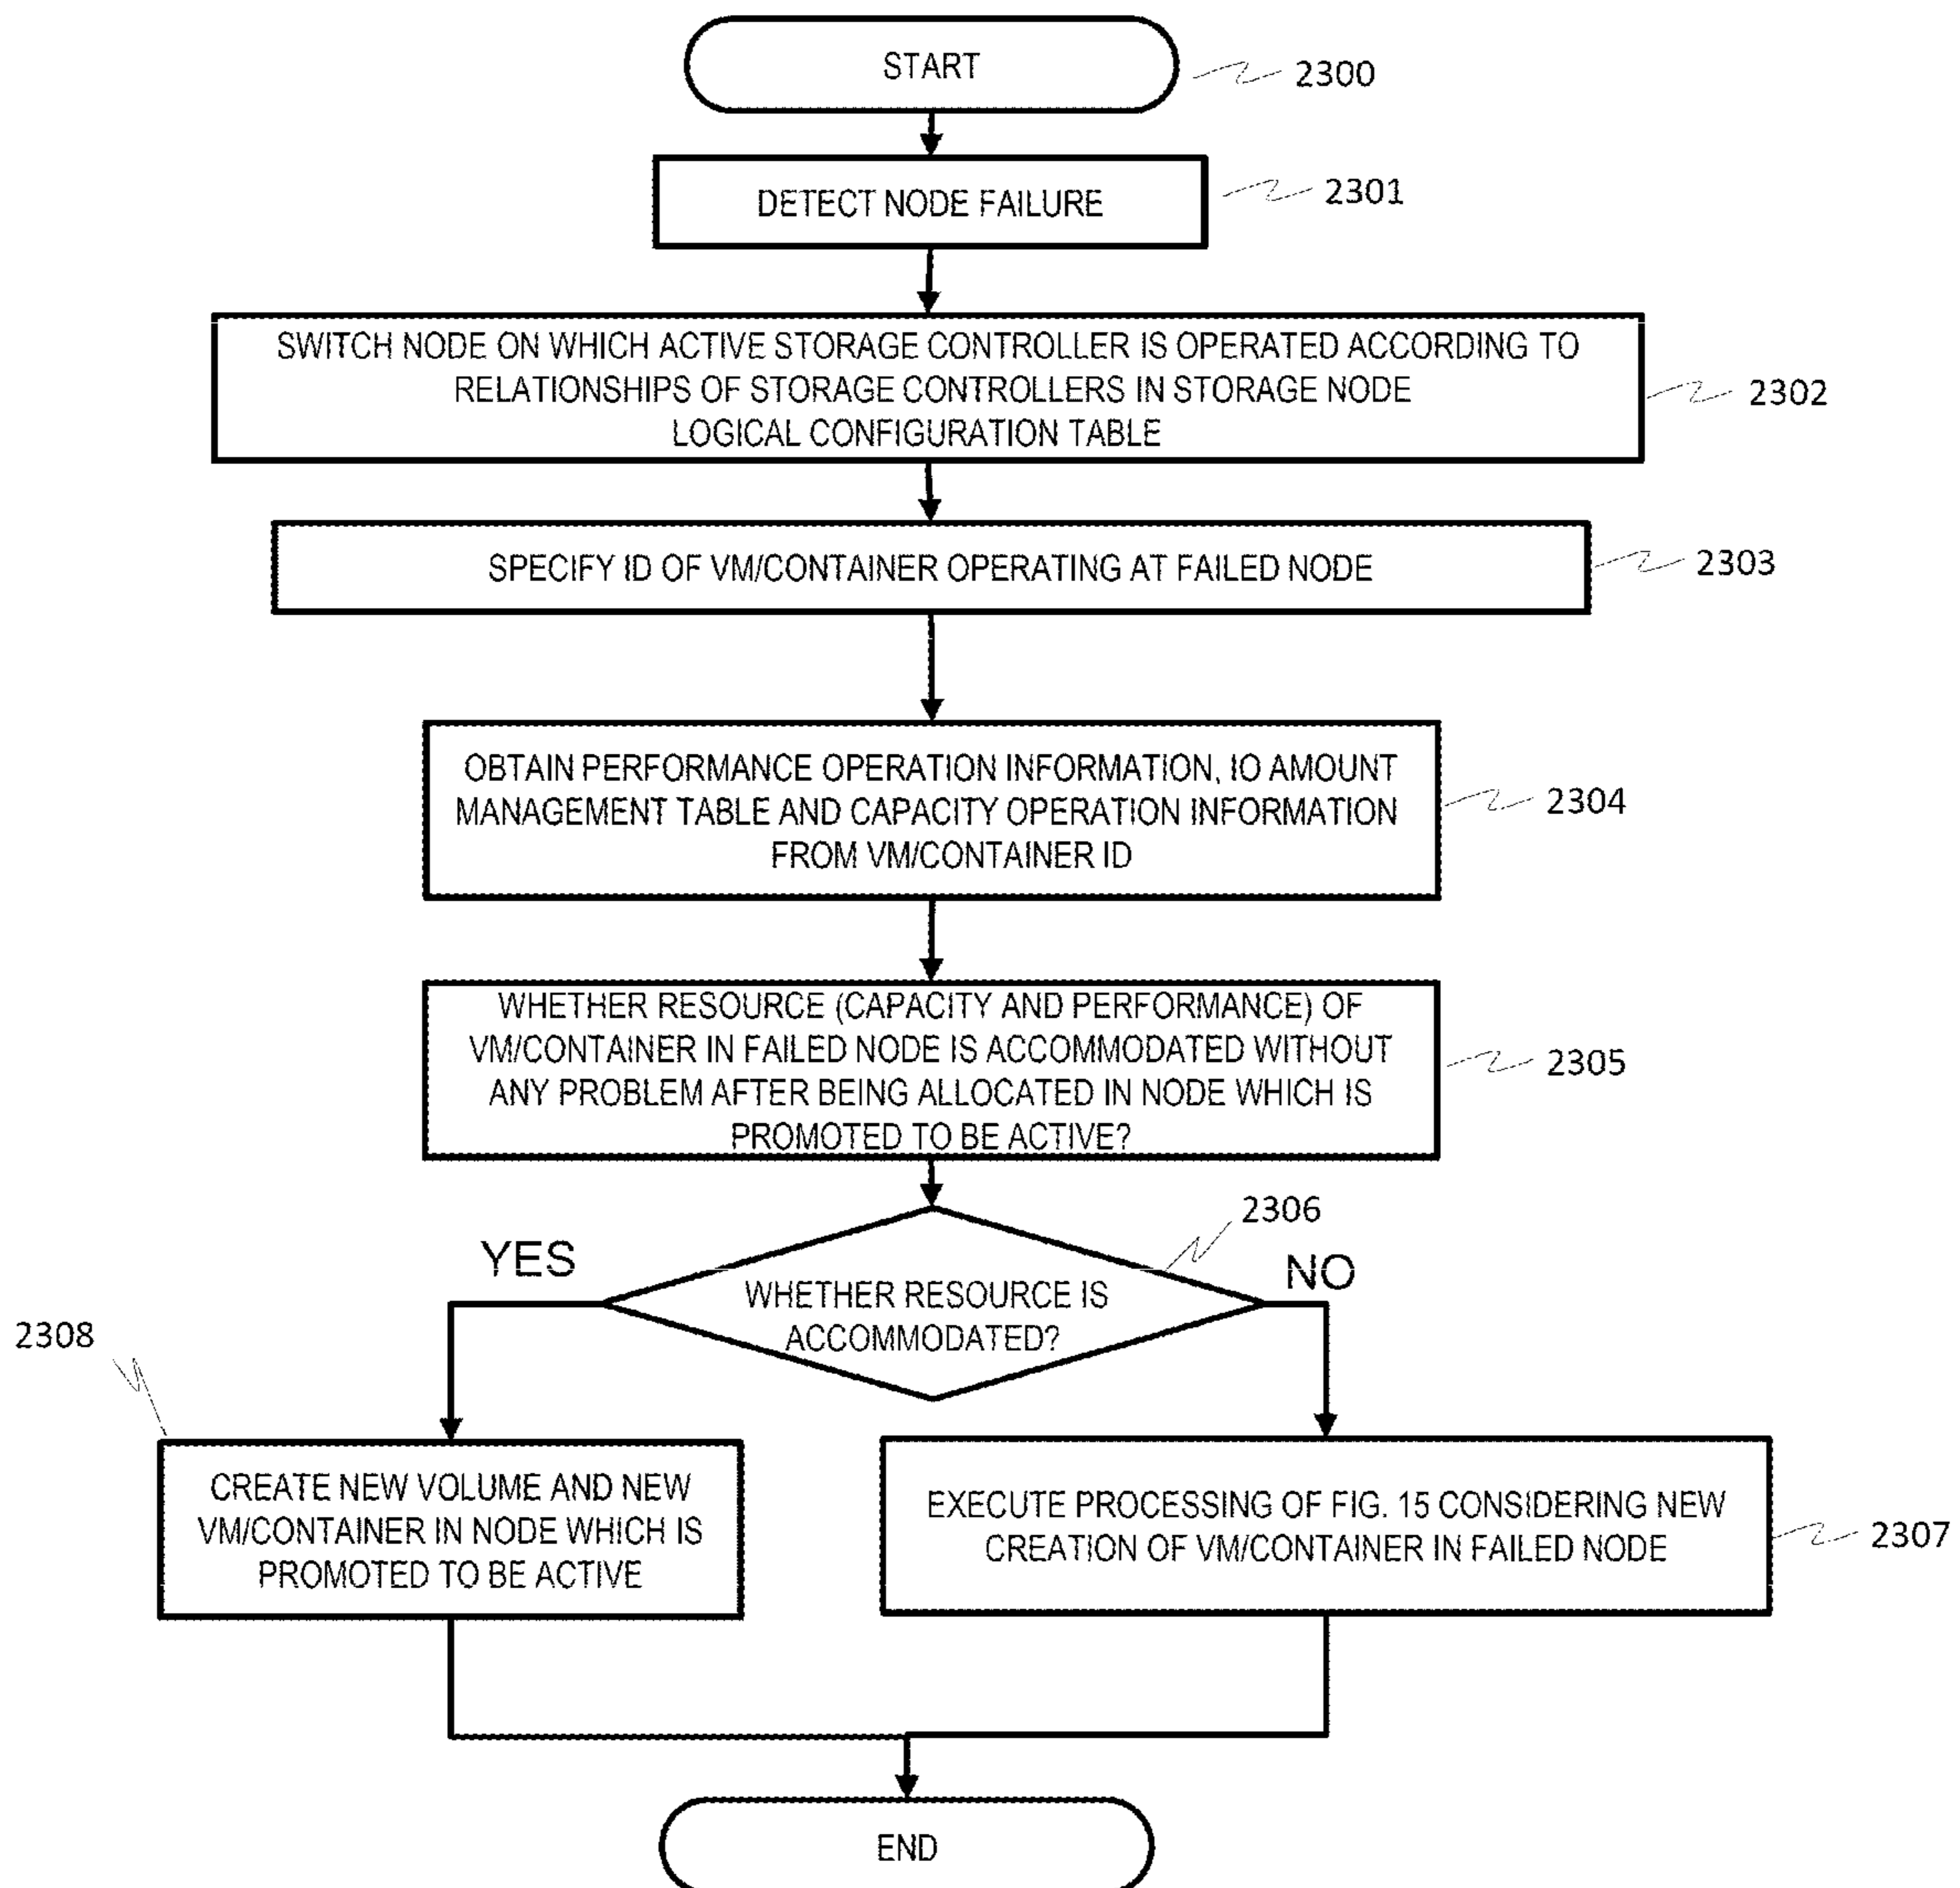 START
2300
DETECT NODE FAILURE
2301
SWITCH NODE ON WHICH ACTIVE STORAGE CONTROLLER IS OPERATED ACCORDING TO
RELATIONSHIPS OF STORAGE CONTROLLERS IN STORAGE NODE
LOGICAL CONFIGURATION TABLE
2302
SPECIFY ID OF VM/CONTAINER OPERATING AT FAILED NODE
2303
OBTAIN PERFORMANCE OPERATION INFORMATION, IO AMOUNT
MANAGEMENT TABLE AND CAPACITY OPERATION INFORMATION
FROM VM/CONTAINER ID
2304
WHETHER RESOURCE (CAPACITY AND PERFORMANCE) OF
VM/CONTAINER IN FAILED NODE IS ACCOMMODATED WITHOUT
ANY PROBLEM AFTER BEING ALLOCATED IN NODE WHICH IS
PROMOTED TO BE ACTIVE?
2305
2306
YES
NO
WHETHER RESOURCE IS
ACCOMMODATED?
2308
CREATE NEW VOLUME AND NEW
VM/CONTAINER IN NODE WHICH IS
PROMOTED TO BE ACTIVE
EXECUTE PROCESSING OF FIG. 15 CONSIDERING NEW
CREATION OF VM/CONTAINER IN FAILED NODE
2307
END